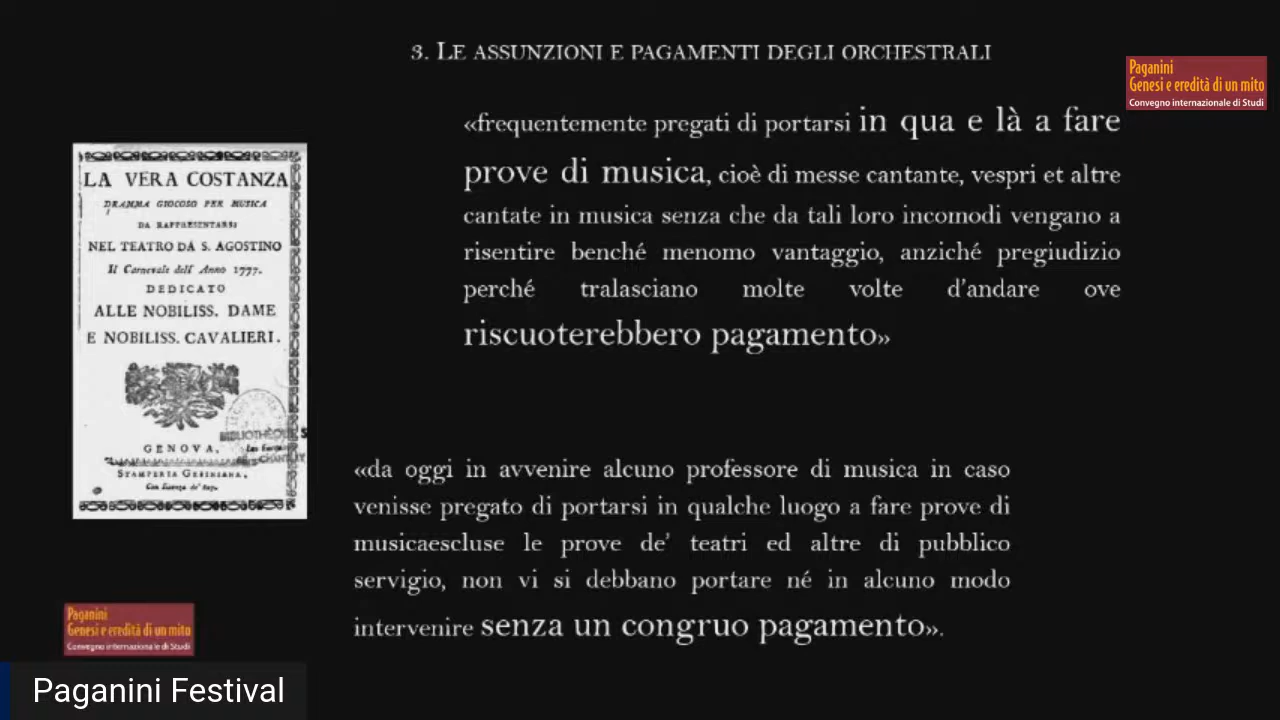 3. LE ASSUNZIONI E PAGAMENTI DEGLI ORCHESTRALI
Paganini
Genesi e eredità di un mito
Convegno internazionale di Studi
«frequentemente pregati di portarsi in qua e là a fare
prove di musica, cioè di messe cantante, vespri et altre
cantate in musica senza che da tali loro incomodi vengano a
risentire benché menomo vantaggio, anziché pregiudizio
perché tralasciano molte volte d'andare ove
riscuoterebbero pagamento»
LA VERA COSTANZA
DRAMMA GIOCOSO PER MUSICA
DA RAPPRESENTARSI
NEL TEATRO DA S. AGOSTINO
Il Carnevale dell' Anno 1777.
DEDICATO
ALLE NOBILISS. DAME
E NOBILISS. CAVALIERI.
BIBLIOTHÈQUE
GENOVA,
STAMPERIA GESINIANA,
«da oggi in avvenire alcuno professore di musica in caso
venisse pregato di portarsi in qualche luogo a fare prove di
musicaescluse le prove de' teatri ed altre di pubblico
servigio, non vi si debbano portare né in alcuno modo
intervenire senza un congruo pagamento».
Paganini
Genesi e eredità di un mito
Convegno internazionale di Studi
Paganini Festival